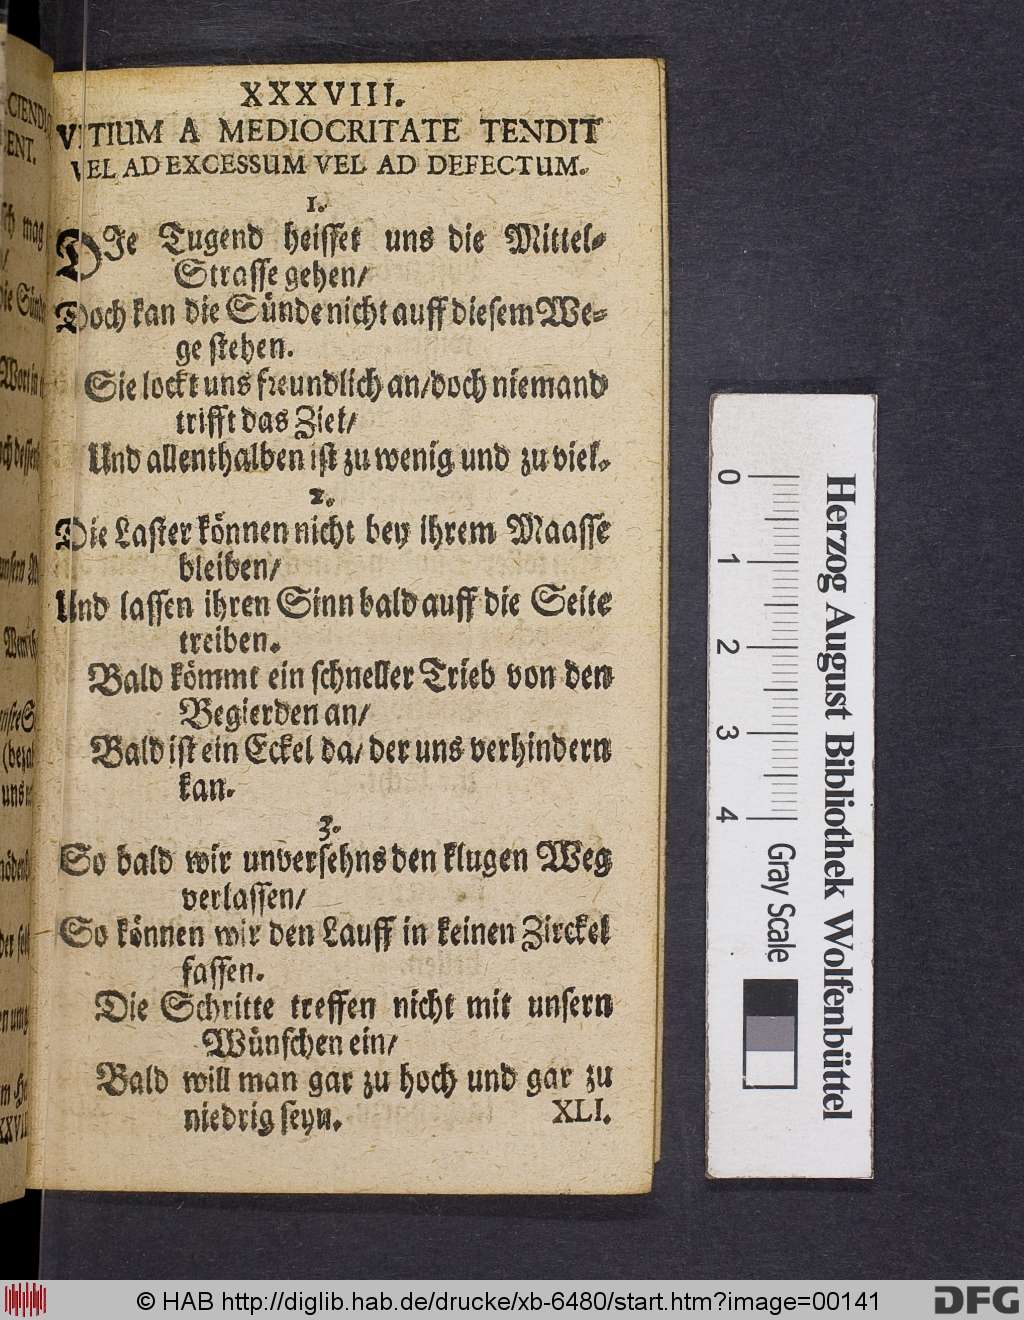 XXXVIII.
VITIUM A MEDIOCRITATE TENDIT
VEL AD EXCESSUM VEL AD DEFECTUM.
1.
DIe Tugend heisset uns die Mittel-
Strasse gehen/
Doch kan die Sünde nicht auff diesem We-
ge stehen.
Sie lockt uns freundlich an/doch niemand
trifft das Ziel/
Und allenthalben ist zu wenig und zu viel.
2.
Die Laster können nicht bey ihrem Maasse
bleiben/
Und lassen ihren Sinn bald auff die Seite
treiben.
Bald kömmt ein schneller Trieb von den
Begierden an/
Bald ist ein Eckel da/ der uns verhindern
kan.
3.
So bald wir unversehns den klugen Weg
verlassen/
So können wir den Lauff in keinen Zirckel
fassen.
Die Schritte treffen nicht mit unsern
Wünschen ein/
Bald will man gar zu hoch und gar zu
niedrig seyn. XLI.
CIENDI
ENT.
mag
Herzog August Bibliothek Wolfenbüttel
0 1 2 3 4 Gray Scale
© HAB http://diglib.hab.de/drucke/xb-6480/start.htm?image=00141
DFG